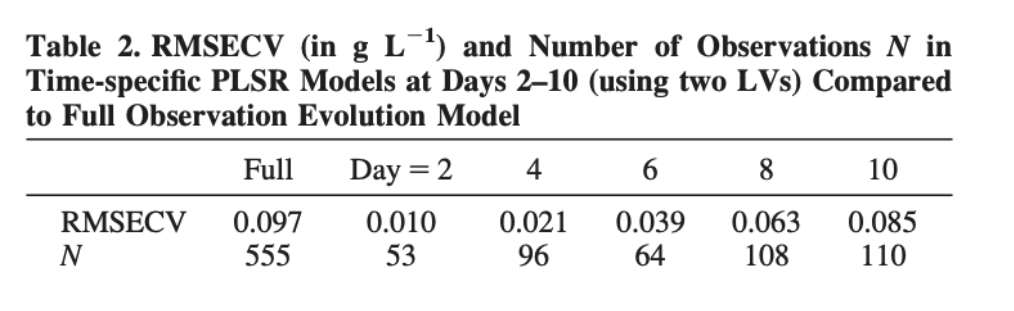 Table 2. RMSECV (in g L⁻¹) and Number of Observations N in
Time-specific PLSR Models at Days 2–10 (using two LVs) Compared
to Full Observation Evolution Model
Full Day = 2 4 6 8 10
RMSECV 0.097 0.010 0.021 0.039 0.063 0.085
N 555 53 96 64 108 110